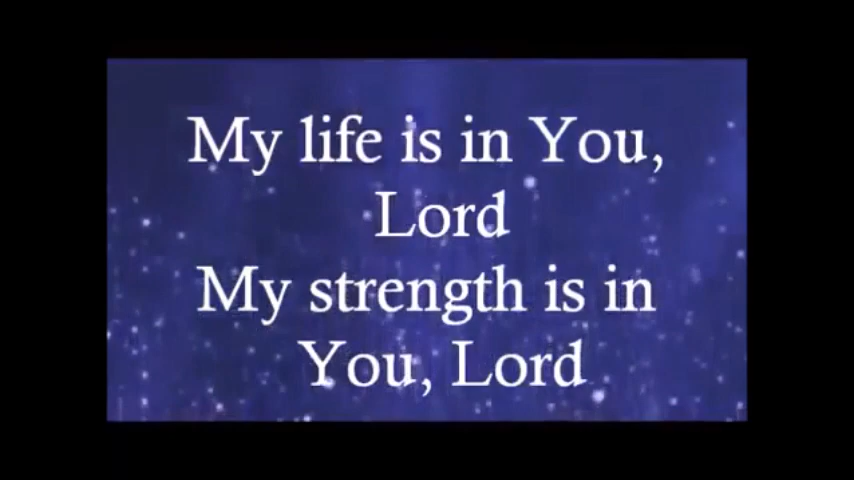 My life is in You,
Lord
My strength is in
You, Lord